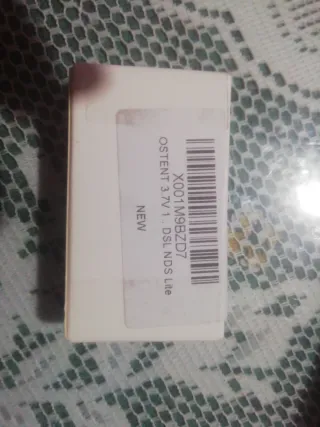 X001M9BZD7
OSTENT 3.7V 1 . DSL NDS Lite
NEW